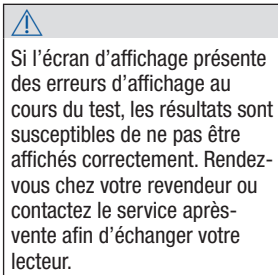 Si l’écran d’affichage présente
des erreurs d’affichage au
cours du test, les résultats sont
susceptibles de ne pas être
affichés correctement. Rendez-
vous chez votre revendeur ou
contactez le service après-
vente afin d’échanger votre
lecteur.